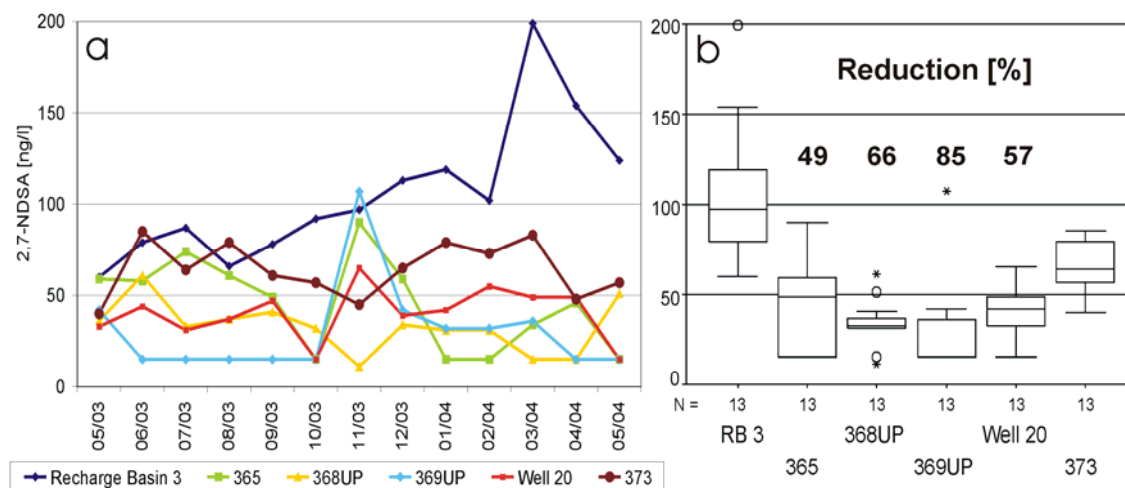 a
2,7-NDSA [ng/l]
200
150
100
50
0
05/03
06/03
07/03
08/03
09/03
10/03
11/03
12/03
01/04
02/04
03/04
04/04
05/04
Recharge Basin 3
365
368UP
369UP
Well 20
373
b
Reduction [%]
200
150
100
50
0
49
66
85
57
N = 13 13 13 13 13 13
RB 3 368UP Well 20
365 369UP 373